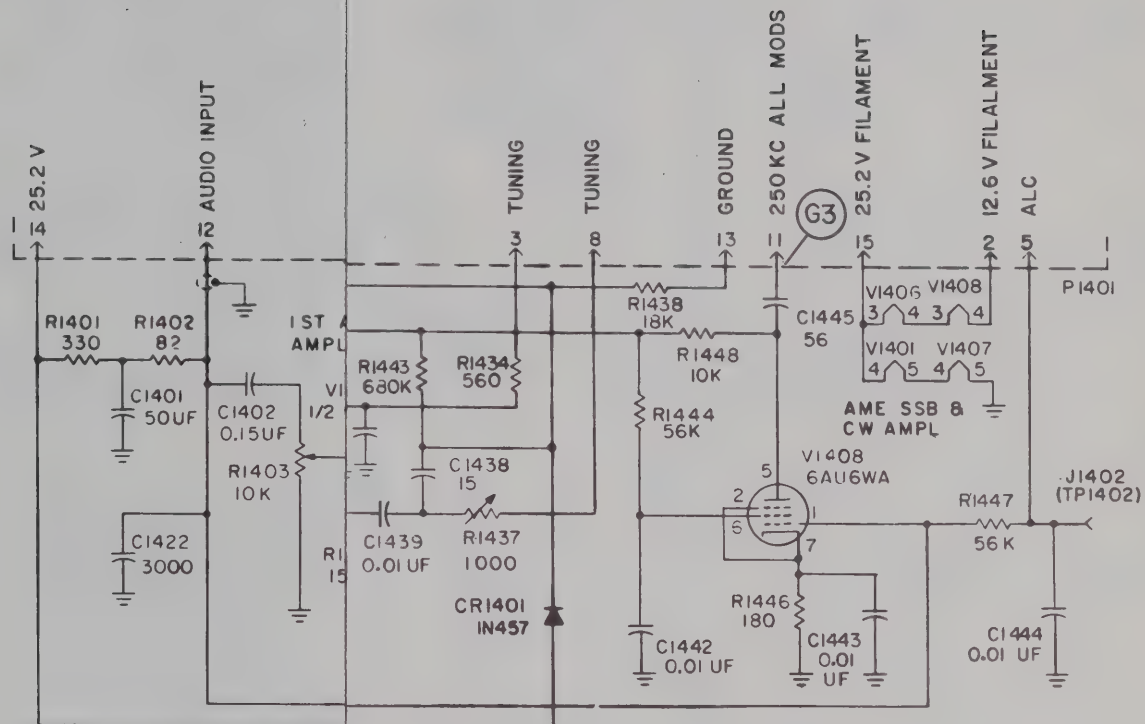 25.2 V
14
AUDIO INPUT
12
TUNING
3
TUNING
8
GROUND
13
250 KC ALL MODS
11
G3
25.2 V FILAMENT
15
12.6 V FILALMENT
2
ALC
5
P1401
R1401
330
R1402
82
C1401
50UF
C1402
0.15UF
R1403
10K
C1422
3000
1ST A
AMPL
V1
1/2
R1
15
R1443
680K
R1434
560
C1438
15
C1439
0.01UF
R1437
1000
CR1401
IN457
R1438
18K
R1448
10K
R1444
56K
C1445
56
V1406
3 4
V1408
3 4
V1401
4 5
V1407
4 5
AME SSB &
CW AMPL
V1408
6AU6WA
5
2
6
1
7
R1447
56K
J1402
(TP1402)
R1446
180
C1442
0.01 UF
C1443
0.01
UF
C1444
0.01 UF